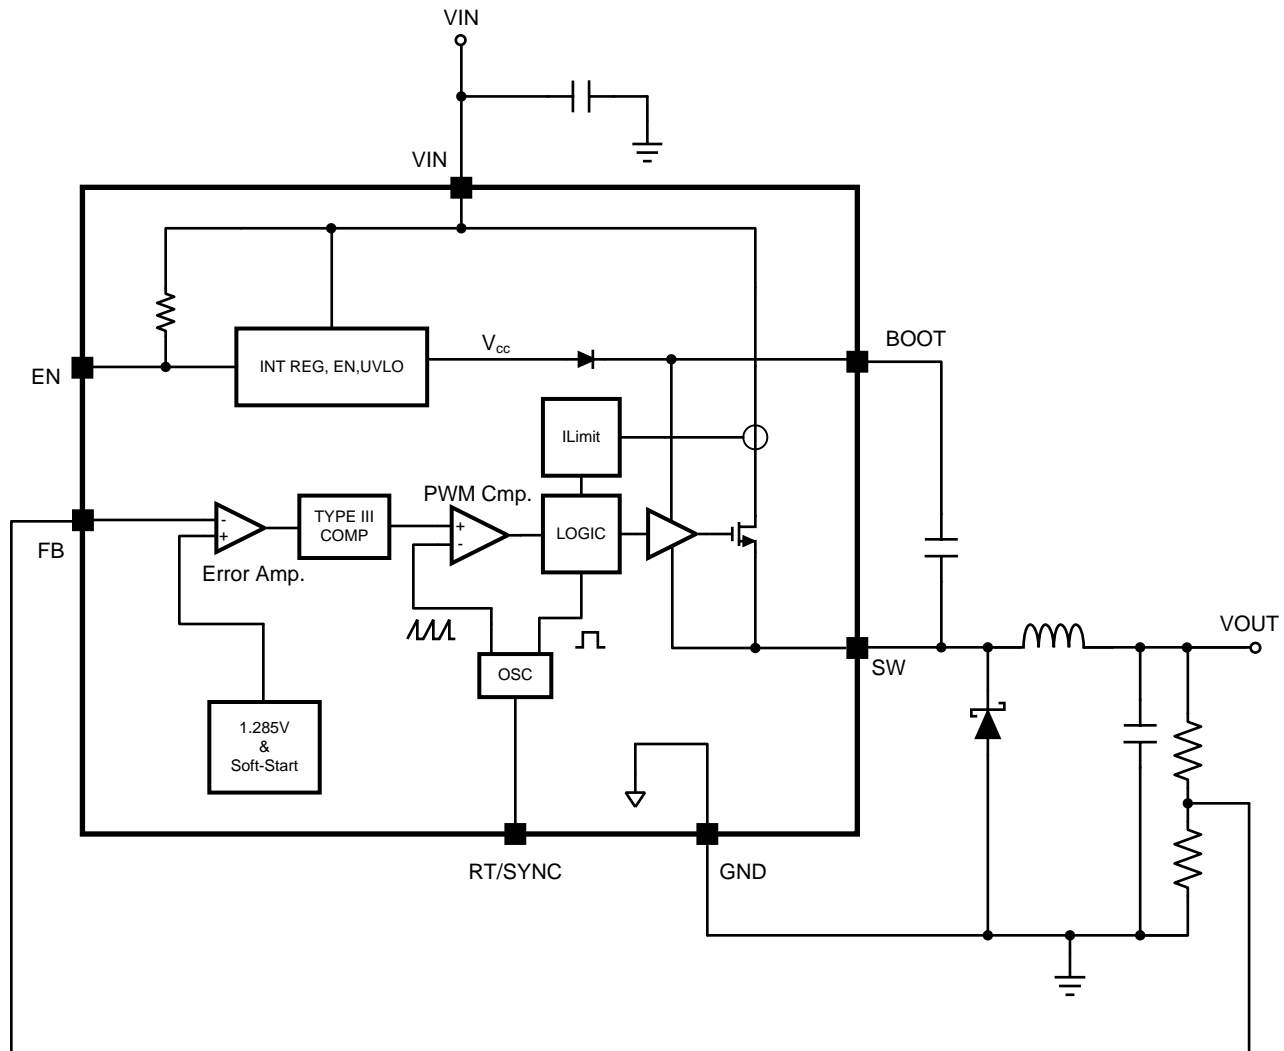 VIN
VIN
BOOT
V_cc
INT REG, EN,UVLO
EN
ILimit
PWM Cmp.
TYPE III
COMP
LOGIC
-
+
+
-
FB
Error Amp.
VOUT
SW
OSC
1.285V
&
Soft-Start
RT/SYNC
GND